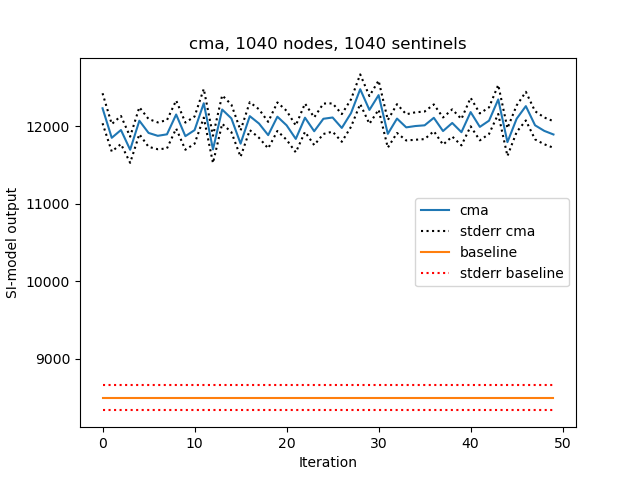 cma, 1040 nodes, 1040 sentinels
SI-model output
12000
11000
10000
9000
cma
stderr cma
baseline
stderr baseline
0 10 20 30 40 50
Iteration